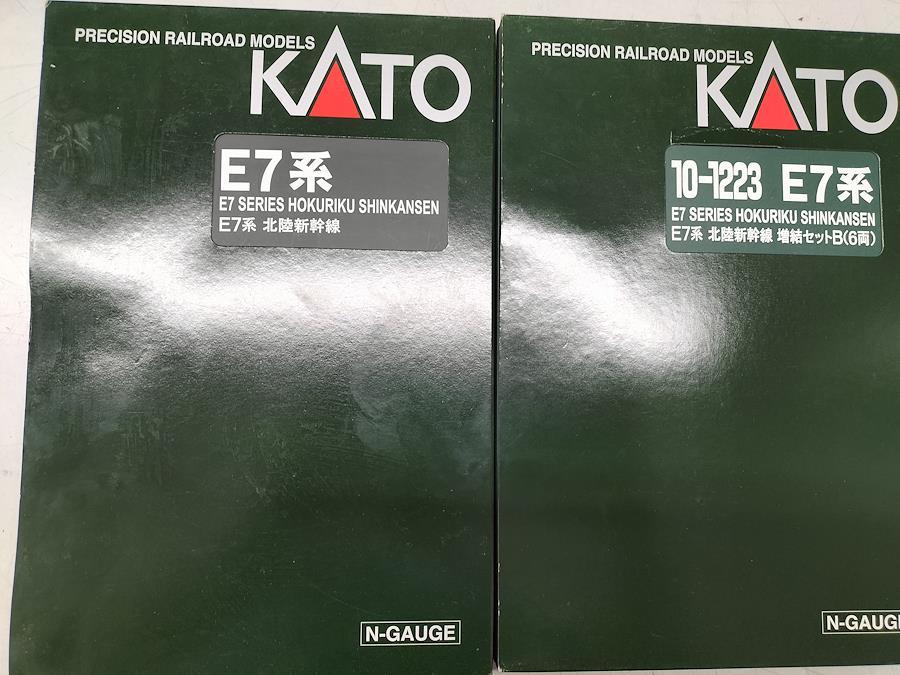 PRECISION RAILROAD MODELS
KATO
E7系
E7 SERIES HOKURIKU SHINKANSEN
E7系 北陸新幹線
N-GAUGE
PRECISION RAILROAD MODELS
KATO
10-1223 E7系
E7 SERIES HOKURIKU SHINKANSEN
E7系 北陸新幹線 増結セットB(6両)
N-GAUGE